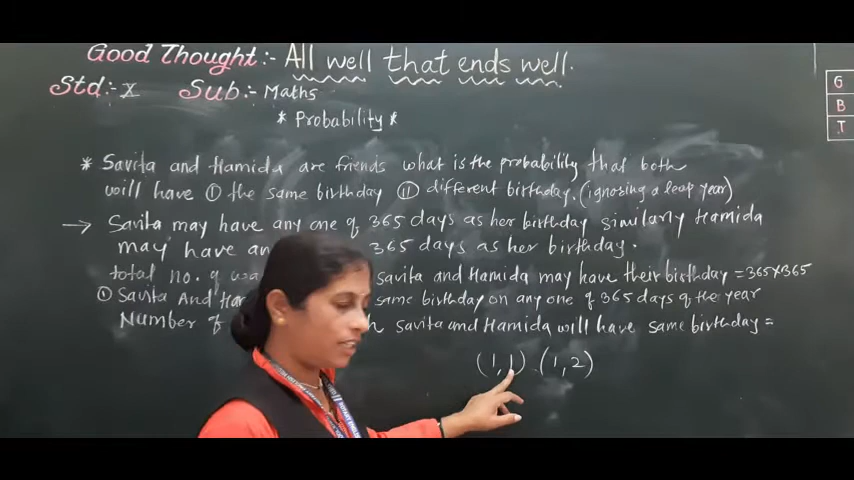 Good Thought:- All well that ends well.
Std:- X Sub:- Maths
* Probability *
G
B
T
* Savita and Hamida are friends what is the probability that both
will have ① the same birthday ② different birthday. (ignoring a leap year)
→ Savita may have any one of 365 days as her birthday similarly Hamida
may have an 365 days as her birthday.
total no. of Savita and Hamida may have their birthday = 365×365
① Savita And same birthday on any one of 365 days of the year
Number of Savita and Hamida will have same birthday =
(1,1) (1,2)